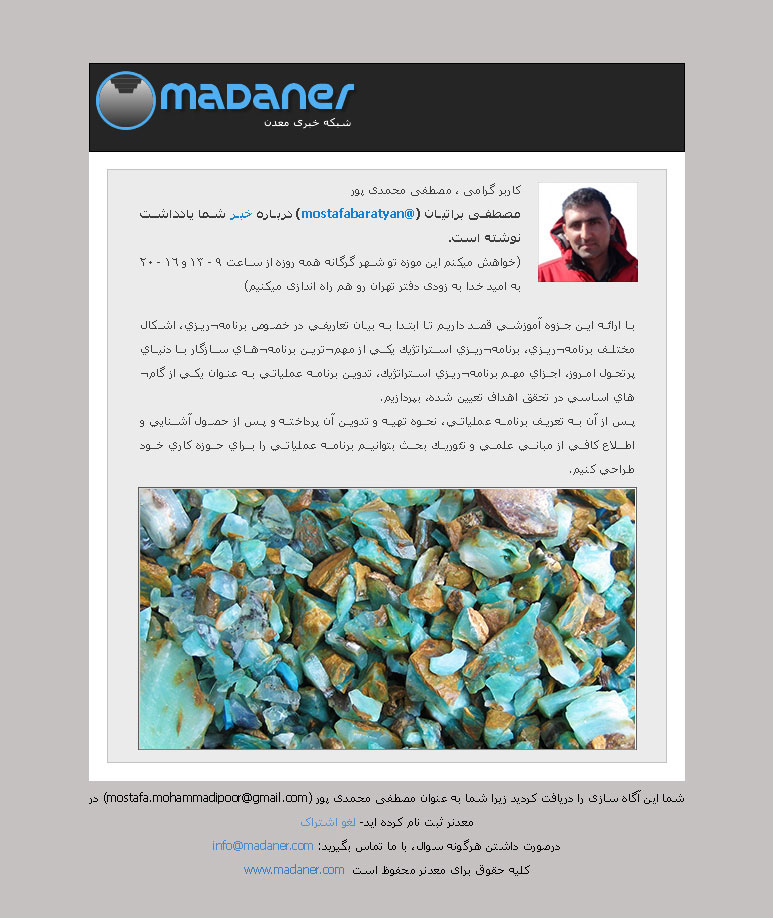 MADANER
شبکه خبری معدن
کاربر گرامی ، مصطفی محمدی پور
مصطفی براتیان (@mostafabaratyan) درباره خبر شما یادداشت
نوشته است.
(خواهش میکنم این موزه تو شهر گرگانه همه روزه از ساعت ۹ - ۱۲ و ۱۶ - ۲۰
به امید خدا به زودی دفتر تهران رو هم راه اندازی میکنیم)
با ارائه اين جزوه آموزشي قصد داريم تا ابتدا به بيان تعاريفي در خصوص برنامه¬ريزي، اشكال
مختلف برنامه¬ريزي، برنامه¬ريزي استراتژيك يكي از مهم¬ترين برنامه¬هاي سازگار با دنياي
پرتحول امروز، اجزاي مهم برنامه¬ريزي استراتژيك، تدوين برنامه عملياتي به عنوان يكي از گام¬
هاي اساسي در تحقق اهداف تعيين شده، بپردازيم.
پس از آن به تعريف برنامه عملياتي، نحوه تهيه و تدوين آن پرداخته و پس از حصول آشنايي و
اطلاع كافي از مباني علمي و تئوريك بحث بتوانيم برنامه عملياتي را براي حوزه كاري خود
طراحي كنيم.
شما این آگاه سازی را دریافت کردید زیرا شما به عنوان مصطفی محمدی پور (mostafa.mohammadipoor@gmail.com) در
معدنر ثبت نام کرده اید- لغو اشتراک
درصورت داشتن هرگونه سوال، با ما تماس بگیرید: info@madaner.com
کلیه حقوق برای معدنر محفوظ است www.madaner.com